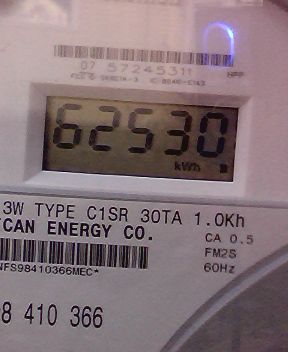 07 57245311
62530
kWh
3W TYPE C1SR 30TA 1.0Kh
CAN ENERGY CO.
CA 0.5
FM2S
60Hz
NFS98410366MEC*
8 410 366